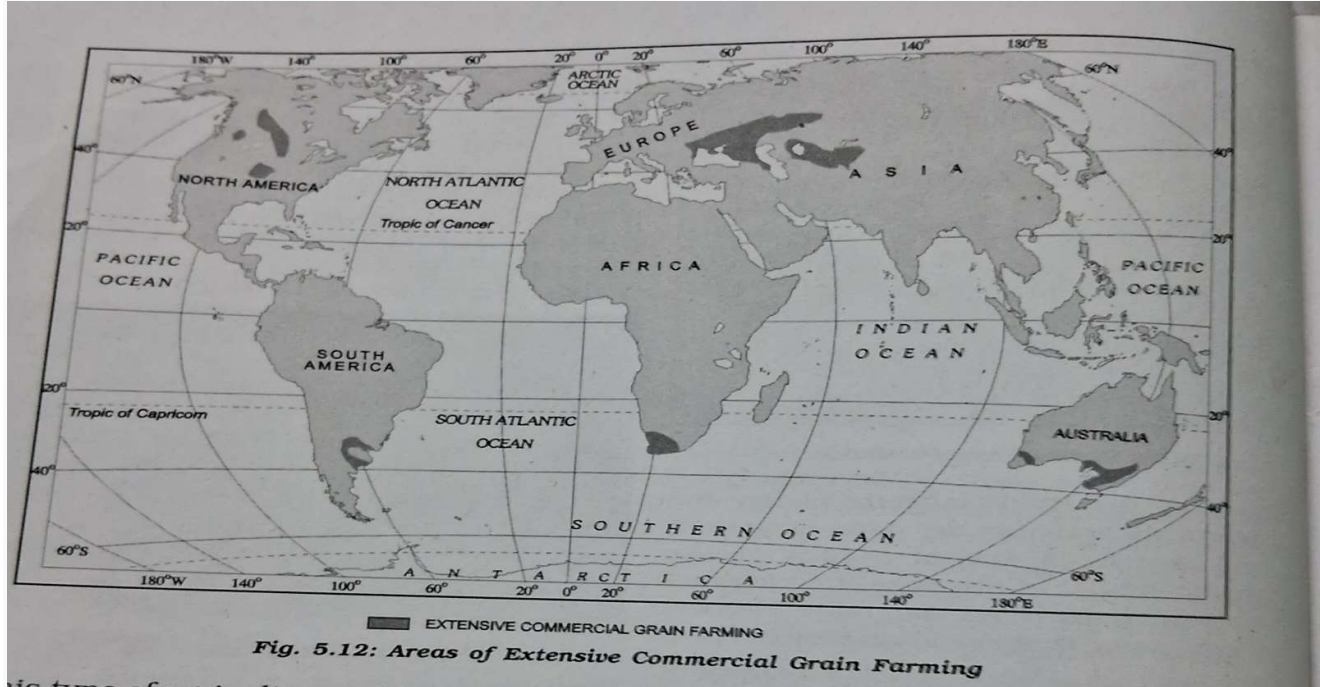 180°W 140° 100° 60° 20° 0° 20° 60° 100° 140° 180°E
60°N ARCTIC OCEAN 60°N
EUROPE
40° 40°
ASIA
NORTH AMERICA NORTH ATLANTIC
OCEAN
Tropic of Cancer
20° 20°
PACIFIC
OCEAN
AFRICA
PACIFIC
OCEAN
INDIAN
OCEAN
SOUTH
AMERICA
20° 20°
Tropic of Capricorn
SOUTH ATLANTIC
OCEAN
AUSTRALIA
40° 40°
SOUTHERN OCEAN
60°S 60°S
ANTARCTICA
180°W 140° 100° 60° 20° 0° 20° 60° 100° 140° 180°E
EXTENSIVE COMMERCIAL GRAIN FARMING
Fig. 5.12: Areas of Extensive Commercial Grain Farming